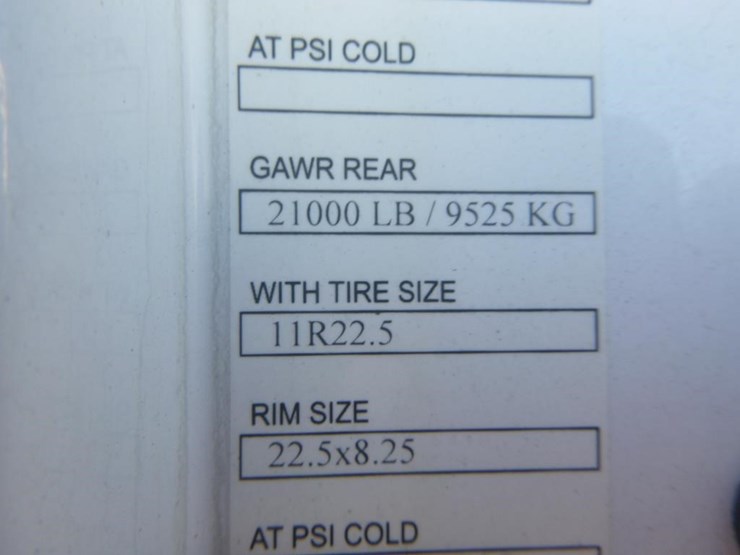 AT PSI COLD
GAWR REAR
21000 LB / 9525 KG
WITH TIRE SIZE
11R22.5
RIM SIZE
22.5x8.25
AT PSI COLD